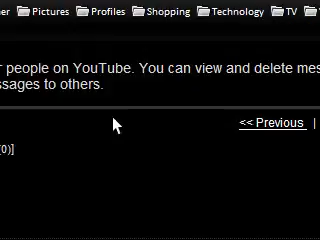 er Pictures Profiles Shopping Technology TV
r people on YouTube. You can view and delete mes
ssages to others.
<< Previous |
(0)]